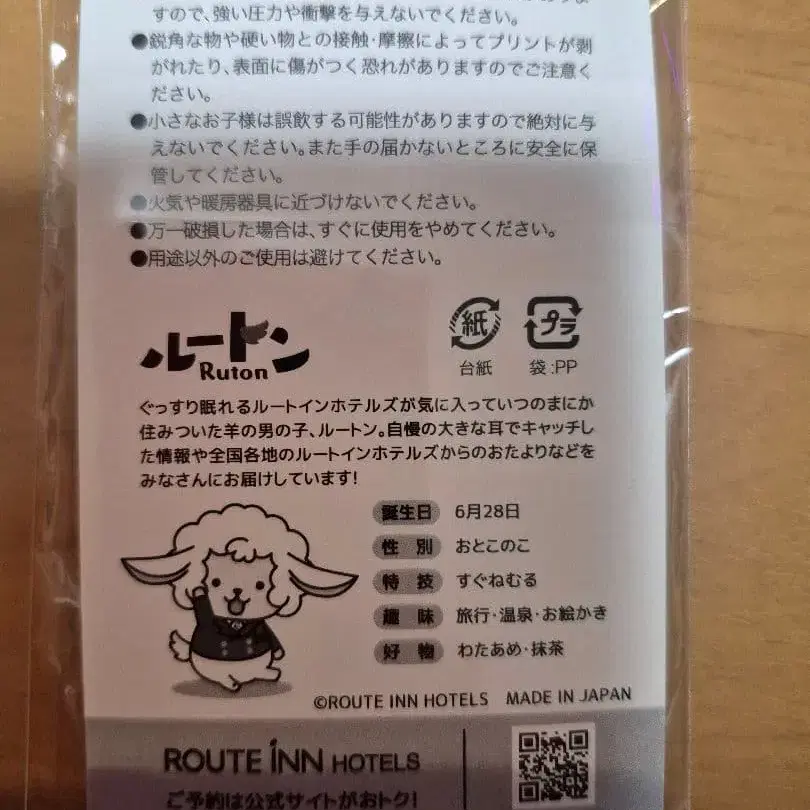 すので、強い圧力や衝撃を与えないでください。
●鋭角な物や硬い物との接触・摩擦によってプリントが剥
がれたり、表面に傷がつく恐れがありますのでご注意く
ださい。
●小さなお子様は誤飲する可能性がありますので絶対に与
えないでください。また手の届かないところに安全に保
管してください。
●火気や暖房器具に近づけないでください。
●万一破損した場合は、すぐに使用をやめてください。
●用途以外のご使用は避けてください。
ルートン
Ruton
紙
台紙
プラ
袋:PP
ぐっすり眠れるルートインホテルズが気に入っていつのまにか
住みついた羊の男の子、ルートン。自慢の大きな耳でキャッチし
た情報や全国各地のルートインホテルズからのおたよりなどを
みなさんにお届けしています!
誕生日 6月28日
性別 おとこのこ
特技 すぐねむる
趣味 旅行・温泉・お絵かき
好物 わたあめ・抹茶
©ROUTE INN HOTELS MADE IN JAPAN
ROUTE INN HOTELS
ご予約は公式サイトがおトク!